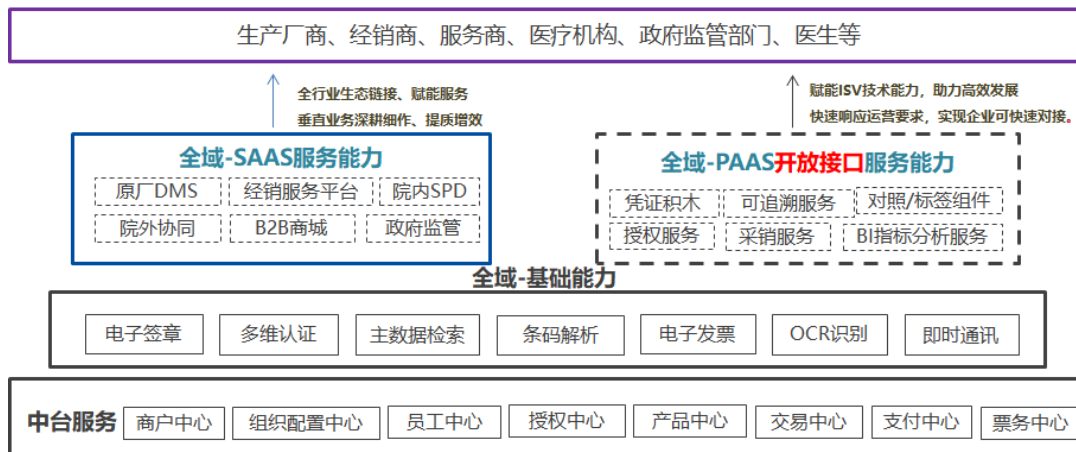 生产厂商、经销商、服务商、医疗机构、政府监管部门、医生等
全行业生态链接、赋能服务
垂直业务深耕细作、提质增效
赋能ISV技术能力，助力高效发展
快速响应运营要求，实现企业可快速对接。
全域-SAAS服务能力
原厂DMS 经销服务平台 院内SPD
院外协同 B2B商城 政府监管
全域-PAAS开放接口服务能力
凭证积木 可追溯服务 对照/标签组件
授权服务 采销服务 BI指标分析服务
全域-基础能力
电子签章 多维认证 主数据检索 条码解析 电子发票 OCR识别 即时通讯
中台服务 商户中心 组织配置中心 员工中心 授权中心 产品中心 交易中心 支付中心 票务中心